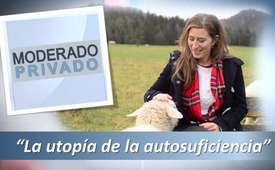 MODERADO
PRIVADO
“La utopía de la autosuficiencia”